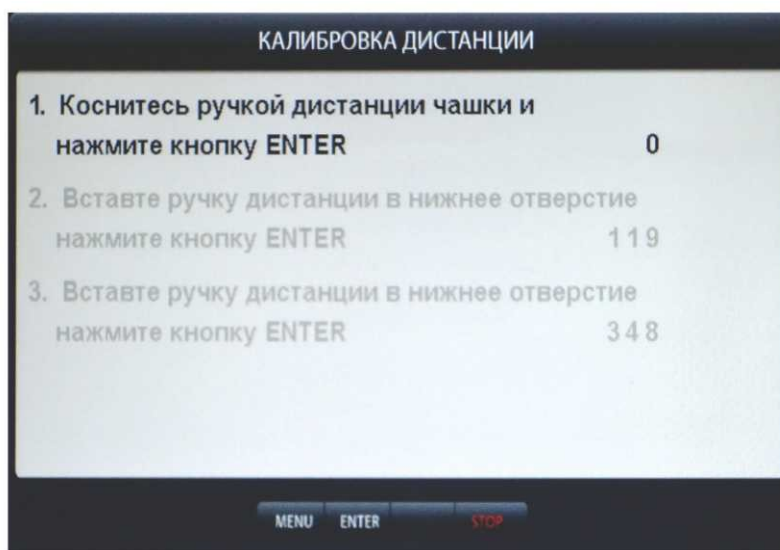 КАЛИБРОВКА ДИСТАНЦИИ
1. Коснитесь ручкой дистанции чашки и
нажмите кнопку ENTER 0
2. Вставте ручку дистанции в нижнее отверстие
нажмите кнопку ENTER 119
3. Вставте ручку дистанции в нижнее отверстие
нажмите кнопку ENTER 348
MENU ENTER STOP